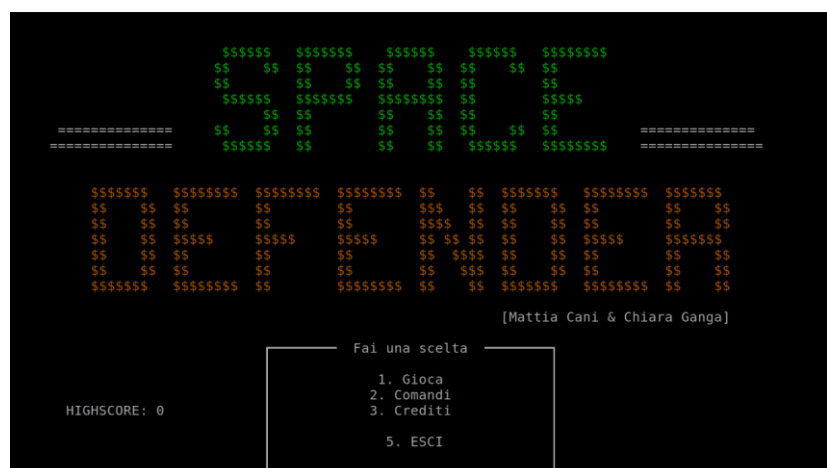 SPACE
DEFENDER
[Mattia Cani & Chiara Ganga]
Fai una scelta
1. Gioca
2. Comandi
HIGHSCORE: 0
3. Crediti
5. ESCI